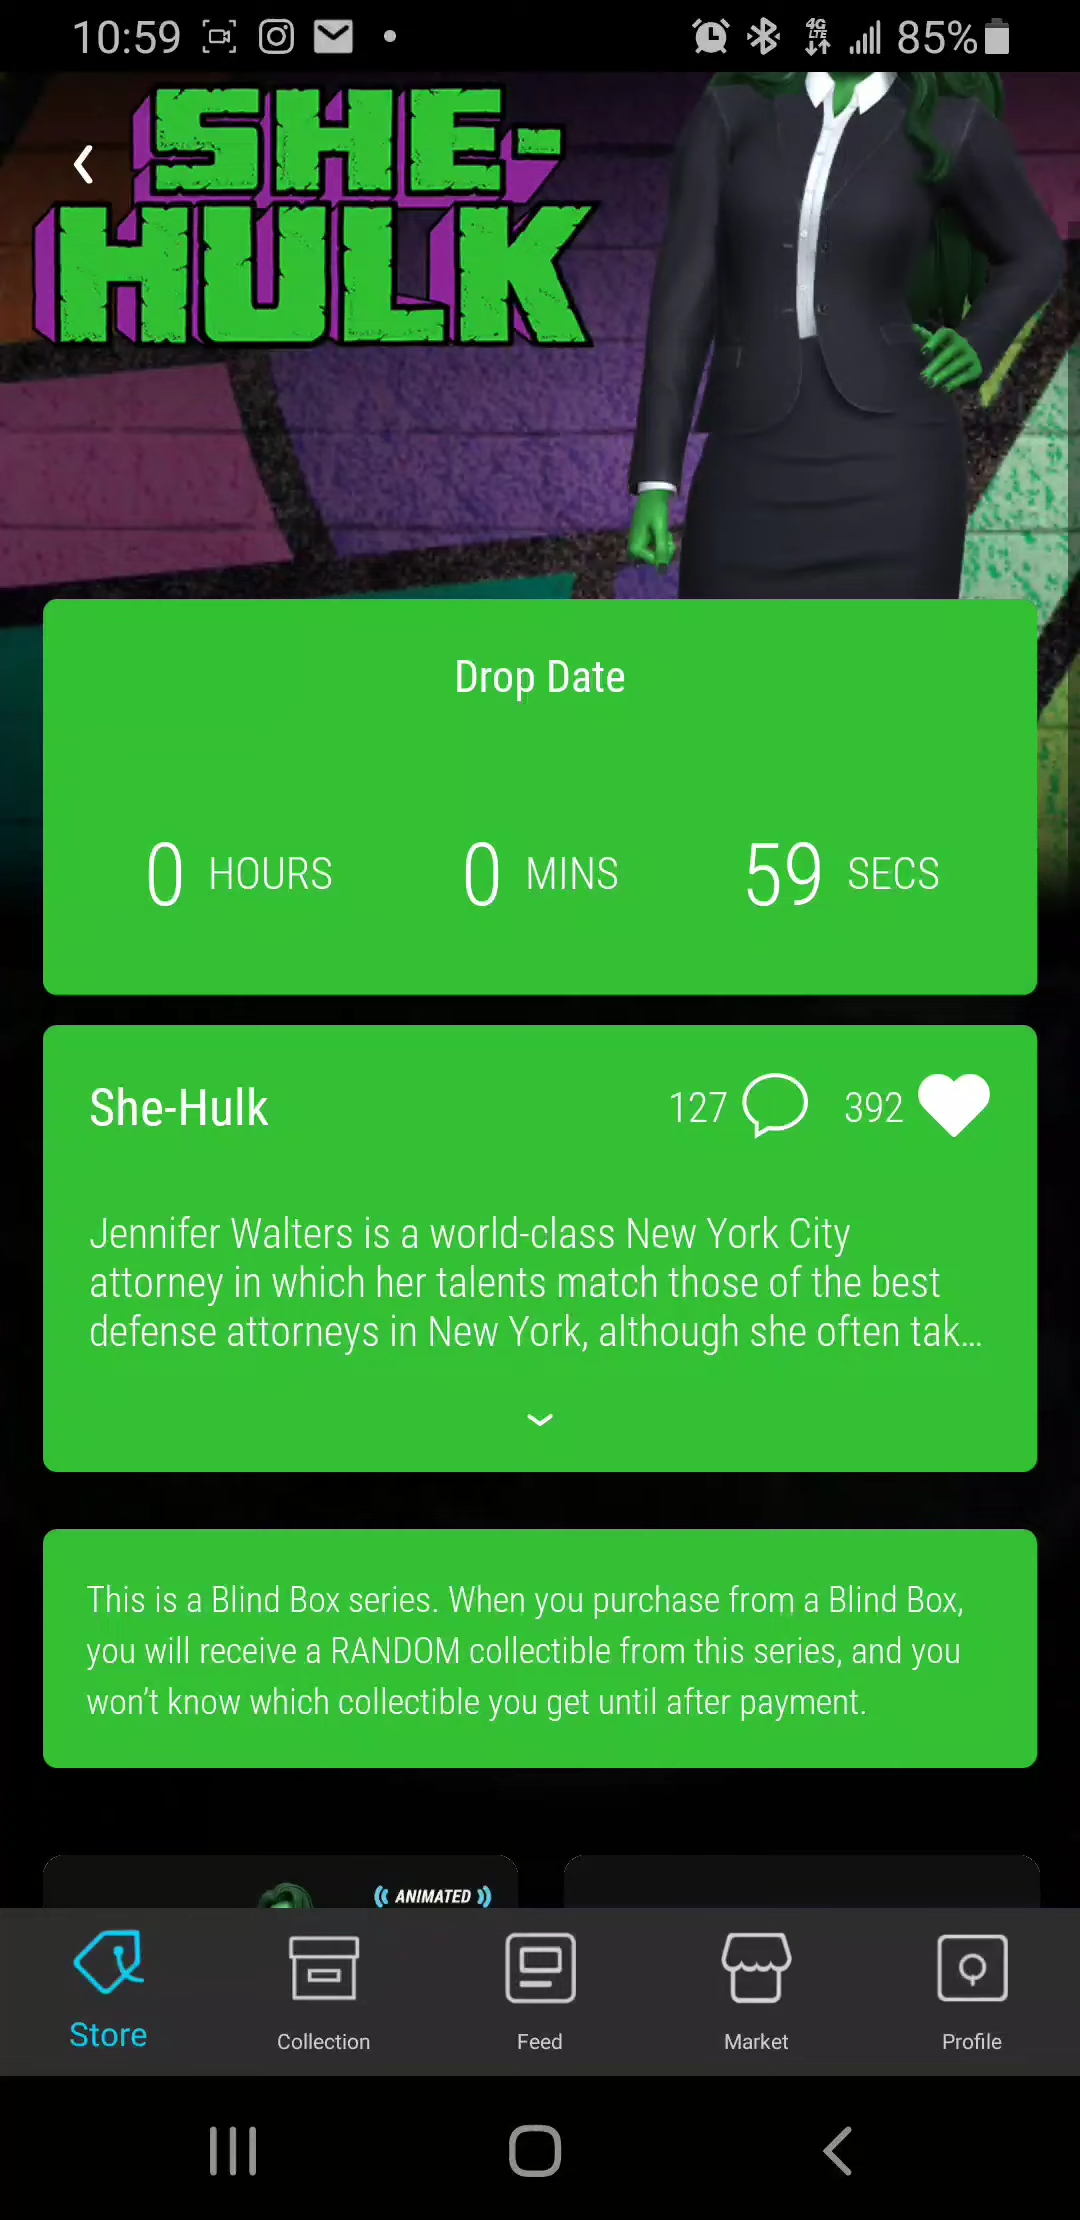 10:59
4G LTE
85%
SHE-
HULK
Drop Date
0 HOURS 0 MINS 59 SECS
She-Hulk 127 392
Jennifer Walters is a world-class New York City
attorney in which her talents match those of the best
defense attorneys in New York, although she often tak...
This is a Blind Box series. When you purchase from a Blind Box,
you will receive a RANDOM collectible from this series, and you
won’t know which collectible you get until after payment.
ANIMATED
Store Collection Feed Market Profile